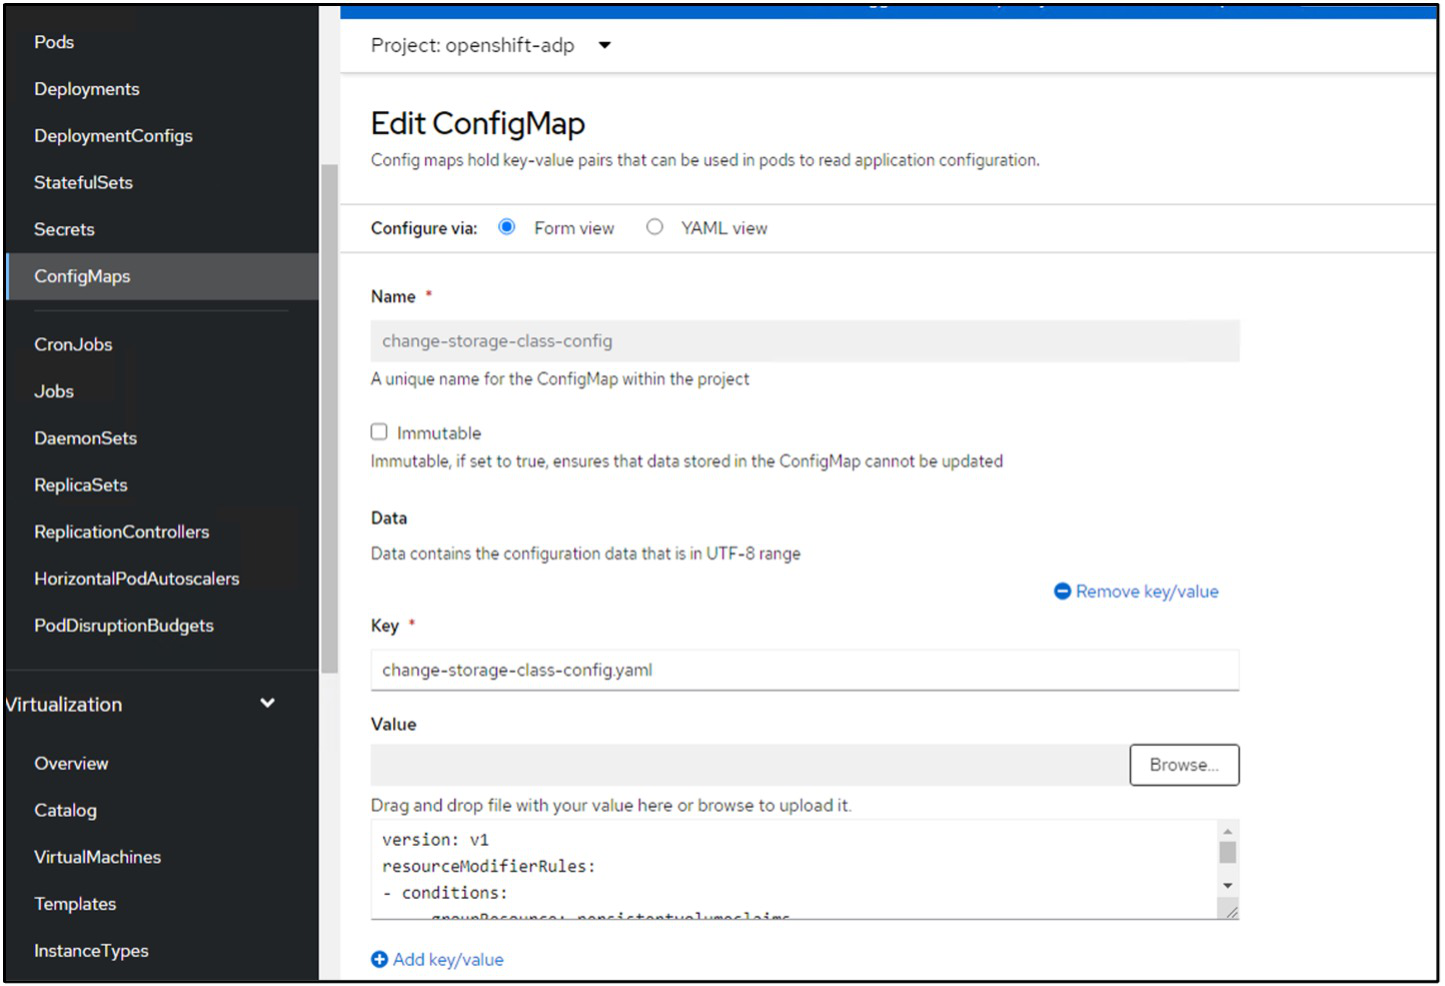 Pods
Deployments
DeploymentConfigs
StatefulSets
Secrets
ConfigMaps
CronJobs
Jobs
DaemonSets
ReplicaSets
ReplicationControllers
HorizontalPodAutoscalers
PodDisruptionBudgets
Virtualization
Overview
Catalog
VirtualMachines
Templates
InstanceTypes
Project: openshift-adp
Edit ConfigMap
Config maps hold key-value pairs that can be used in pods to read application configuration.
Configure via: Form view YAML view
Name *
change-storage-class-config
A unique name for the ConfigMap within the project
Immutable
Immutable, if set to true, ensures that data stored in the ConfigMap cannot be updated
Data
Data contains the configuration data that is in UTF-8 range
Remove key/value
Key *
change-storage-class-config.yaml
Value
Browse...
Drag and drop file with your value here or browse to upload it.
version: v1
resourceModifierRules:
- conditions:
groupResource: persistentvolumeclaims
Add key/value